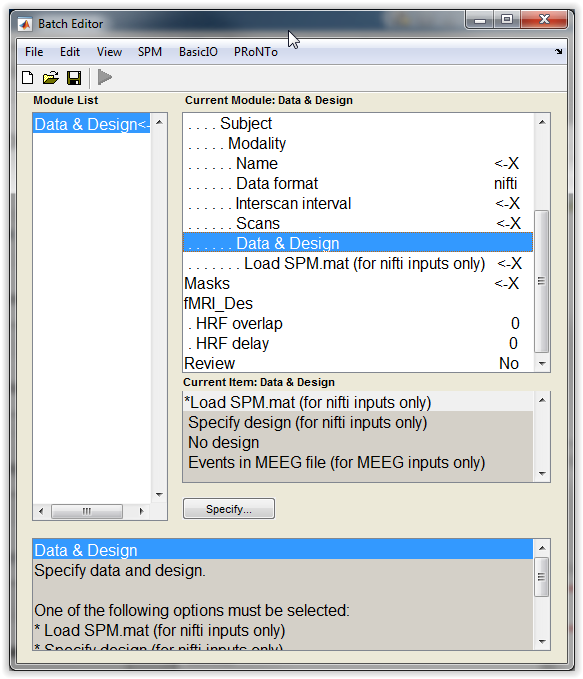 Batch Editor
File Edit View SPM BasicIO PRoNTo
Module List
Data & Design<-
Current Module: Data & Design
. . . . Subject
. . . . . Modality
. . . . . . Name <-X
. . . . . . Data format nifti
. . . . . . Interscan interval <-X
. . . . . . Scans <-X
. . . . . . Data & Design
. . . . . . . Load SPM.mat (for nifti inputs only) <-X
Masks <-X
fMRI_Des
. HRF overlap 0
. HRF delay 0
Review No
Current Item: Data & Design
*Load SPM.mat (for nifti inputs only)
Specify design (for nifti inputs only)
No design
Events in MEEG file (for MEEG inputs only)
Specify...
Data & Design
Specify data and design.
One of the following options must be selected:
* Load SPM.mat (for nifti inputs only)
* Specify design (for nifti inputs only)